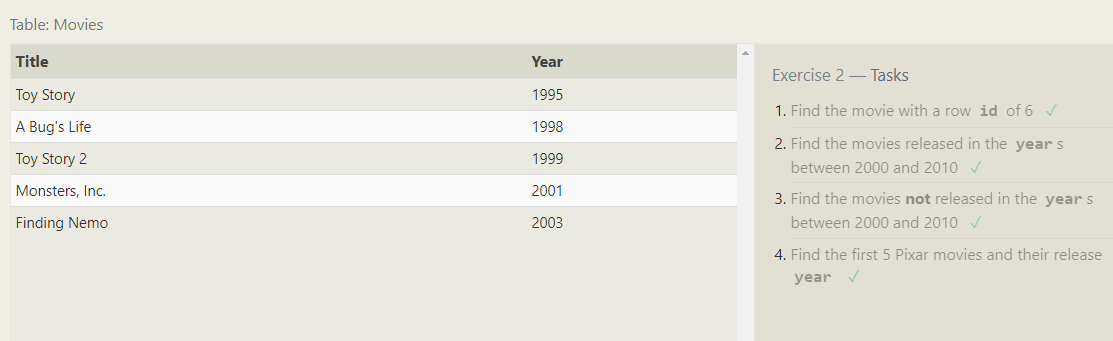 Table: Movies
Title Year
Toy Story 1995
A Bug's Life 1998
Toy Story 2 1999
Monsters, Inc. 2001
Finding Nemo 2003
Exercise 2 — Tasks
1. Find the movie with a row id of 6 ✓
2. Find the movies released in the year s
between 2000 and 2010 ✓
3. Find the movies not released in the year s
between 2000 and 2010 ✓
4. Find the first 5 Pixar movies and their release
year ✓